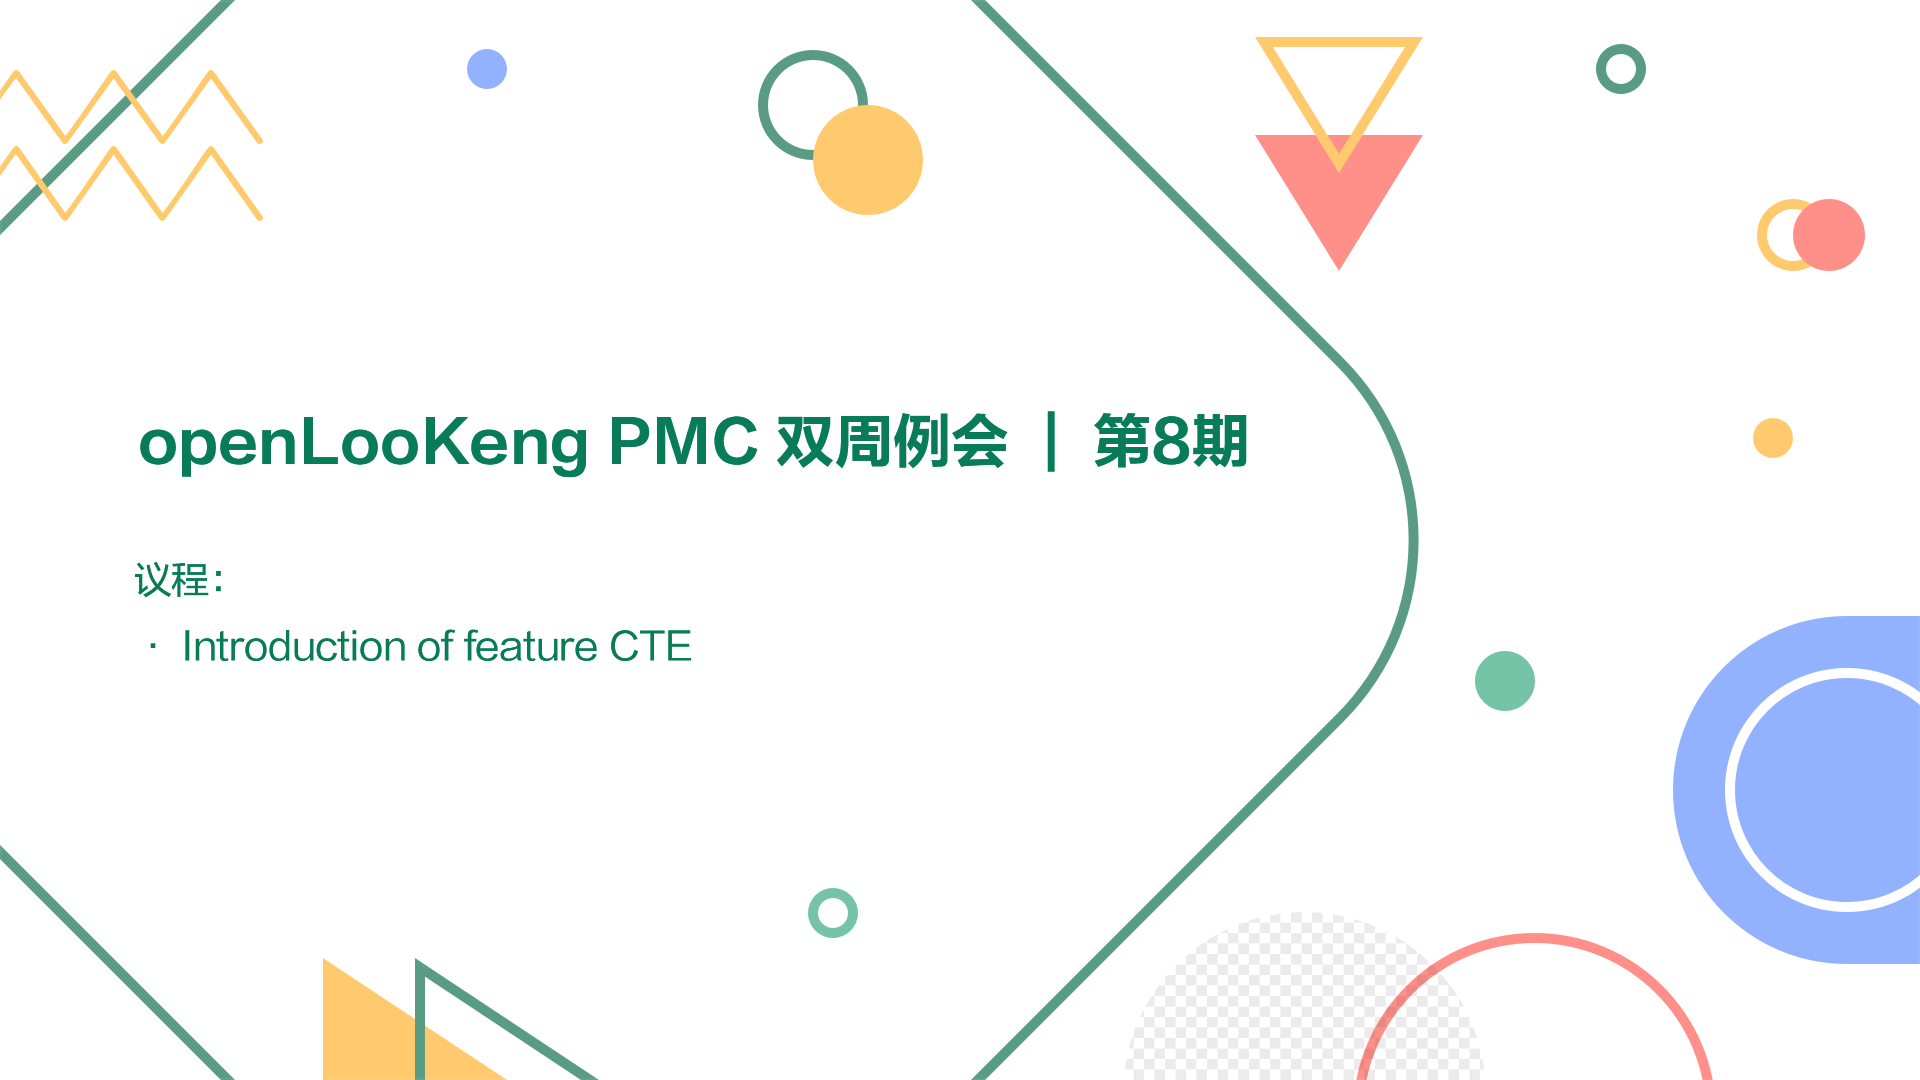 openLooKeng PMC 双周例会 ｜ 第8期
议程：
· Introduction of feature CTE